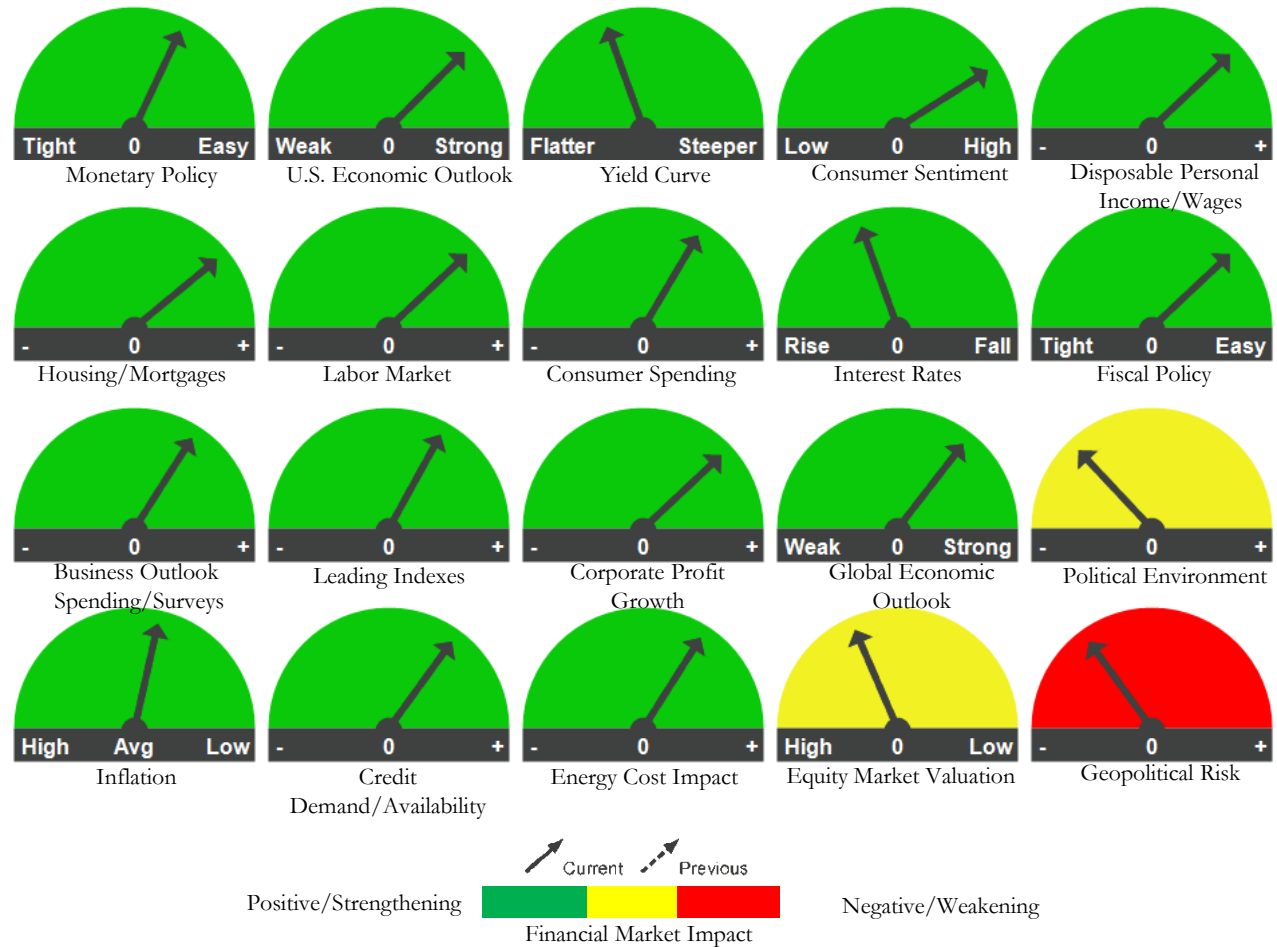 Tight 0 Easy
Weak 0 Strong
Flatter 0 Steeper
Low 0 High
- 0 +
Monetary Policy
U.S. Economic Outlook
Yield Curve
Consumer Sentiment
Disposable Personal
Income/Wages
- 0 +
- 0 +
- 0 +
Rise 0 Fall
Tight 0 Easy
Housing/Mortgages
Labor Market
Consumer Spending
Interest Rates
Fiscal Policy
- 0 +
- 0 +
- 0 +
Weak 0 Strong
- 0 +
Business Outlook
Spending/Surveys
Leading Indexes
Corporate Profit
Growth
Global Economic
Outlook
Political Environment
High Avg Low
- 0 +
- 0 +
High 0 Low
- 0 +
Inflation
Credit
Demand/Availability
Energy Cost Impact
Equity Market Valuation
Geopolitical Risk
Current
Previous
Positive/Strengthening
Negative/Weakening
Financial Market Impact